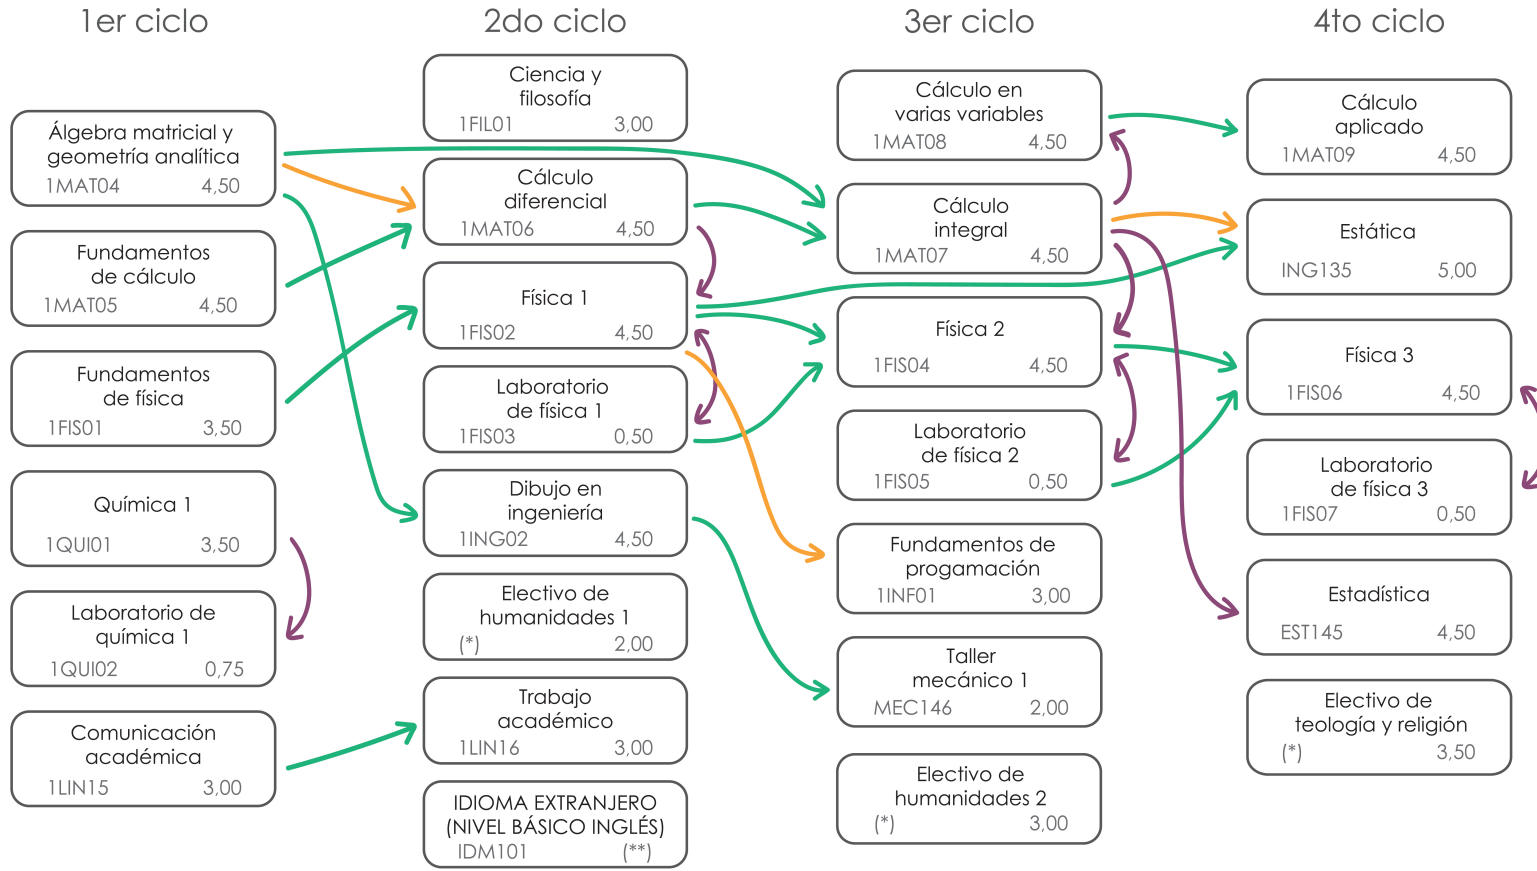 1er ciclo
Álgebra matricial y
geometría analítica
1MAT04 4,50
Fundamentos
de cálculo
1MAT05 4,50
Fundamentos
de física
1FIS01 3,50
Química 1
1QUI01 3,50
Laboratorio de
química 1
1QUI02 0,75
Comunicación
académica
1LIN15 3,00
2do ciclo
Ciencia y
filosofía
1FIL01 3,00
Cálculo
diferencial
1MAT06 4,50
Física 1
1FIS02 4,50
Laboratorio
de física 1
1FIS03 0,50
Dibujo en
ingeniería
1ING02 4,50
Electivo de
humanidades 1
(*) 2,00
Trabajo
académico
1LIN16 3,00
IDIOMA EXTRANJERO
(NIVEL BÁSICO INGLÉS)
IDM101 (**)
3er ciclo
Cálculo en
varias variables
1MAT08 4,50
Cálculo
integral
1MAT07 4,50
Física 2
1FIS04 4,50
Laboratorio
de física 2
1FIS05 0,50
Fundamentos de
progamación
1INF01 3,00
Taller
mecánico 1
MEC146 2,00
Electivo de
humanidades 2
(*) 3,00
4to ciclo
Cálculo
aplicado
1MAT09 4,50
Estática
ING135 5,00
Física 3
1FIS06 4,50
Laboratorio
de física 3
1FIS07 0,50
Estadística
EST145 4,50
Electivo de
teología y religión
(*) 3,50